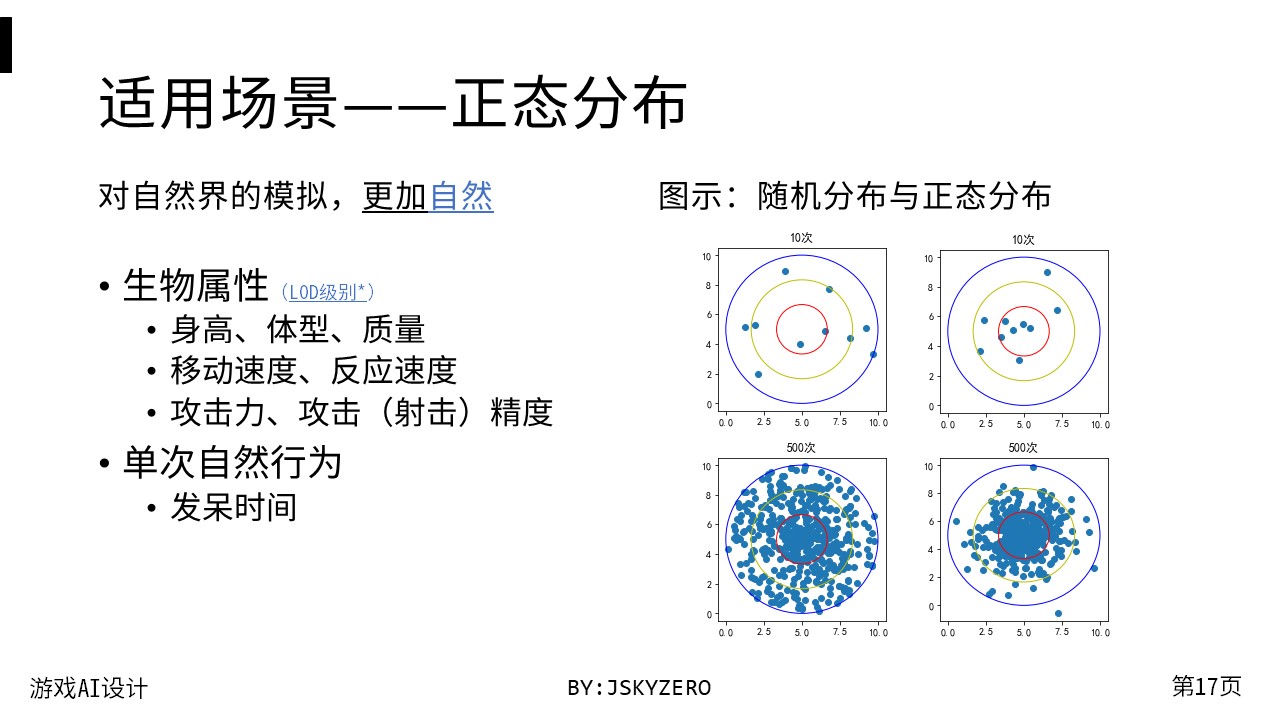 适用场景——正态分布
对自然界的模拟，更加自然
• 生物属性（LOD级别*）
• 身高、体型、质量
• 移动速度、反应速度
• 攻击力、攻击（射击）精度
• 单次自然行为
• 发呆时间
图示：随机分布与正态分布
10次
10
8
6
4
2
0
0.0 2.5 5.0 7.5 10.0
10次
10
8
6
4
2
0
0.0 2.5 5.0 7.5 10.0
500次
10
8
6
4
2
0
0.0 2.5 5.0 7.5 10.0
500次
10
8
6
4
2
0
0.0 2.5 5.0 7.5 10.0
游戏AI设计
BY:JSKYZERO
第17页